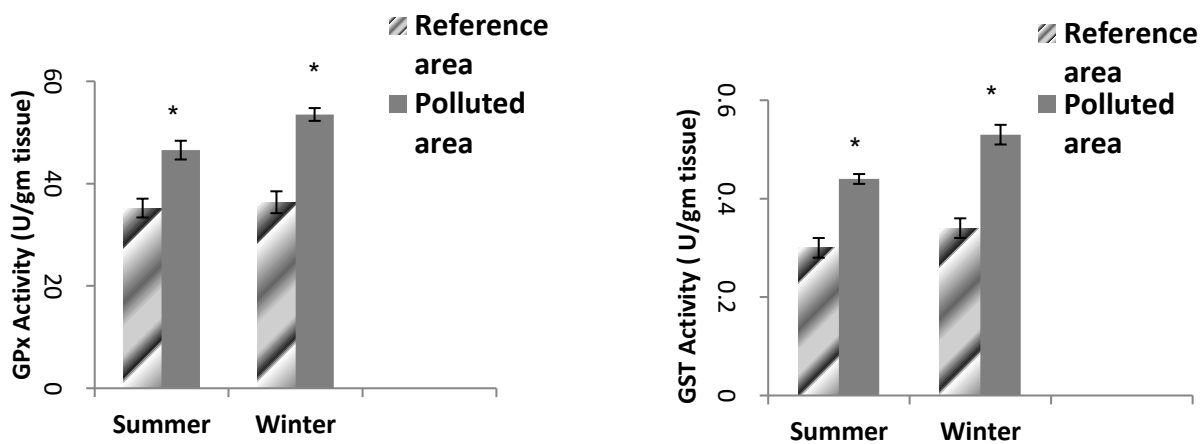 Reference
area
Polluted
area
*
*
60
40
20
0
GPx Activity (U/gm tissue)
Summer
Winter
Reference
area
Polluted
area
*
*
0.6
0.4
0.2
0
GST Activity ( U/gm tissue)
Summer
Winter